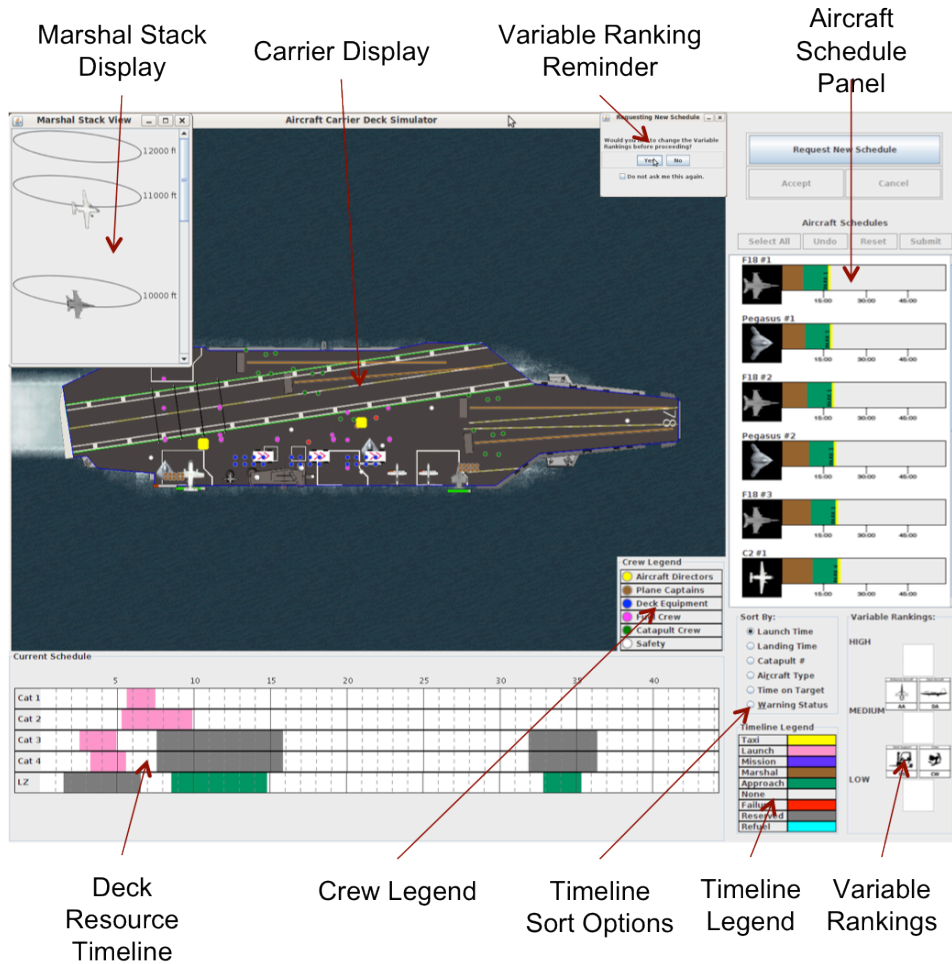 Marshal Stack
Display
Carrier Display
Variable Ranking
Reminder
Aircraft
Schedule
Panel
Marshal Stack View
12000 ft
11000 ft
10000 ft
Aircraft Carrier Deck Simulator
Requesting New Schedule
Would you to change the Variable
Rankings before proceeding?
Yes
No
Do not ask me this again.
Request New Schedule
Accept
Cancel
Aircraft Schedules
Select All
Undo
Reset
Submit
F18 #1
15:00 30:00 45:00
Pegasus #1
15:00 30:00 45:00
F18 #2
15:00 30:00 45:00
Pegasus #2
15:00 30:00 45:00
F18 #3
15:00 30:00 45:00
C2 #1
15:00 30:00 45:00
78
Crew Legend
Aircraft Directors
Plane Captains
Deck Equipment
Fuel Crew
Catapult Crew
Safety
Current Schedule
5 10 15 20 25 30 35 40
Cat 1
Cat 2
Cat 3
Cat 4
LZ
Sort By:
Launch Time
Landing Time
Catapult #
Aircraft Type
Time on Target
Warning Status
Timeline Legend
Taxi
Launch
Mission
Marshal
Approach
None
Failure
Reserved
Refuel
Variable Rankings:
HIGH
AA
DA
MEDIUM
CW
LOW
Deck
Resource
Timeline
Crew Legend
Timeline
Sort Options
Timeline
Legend
Variable
Rankings